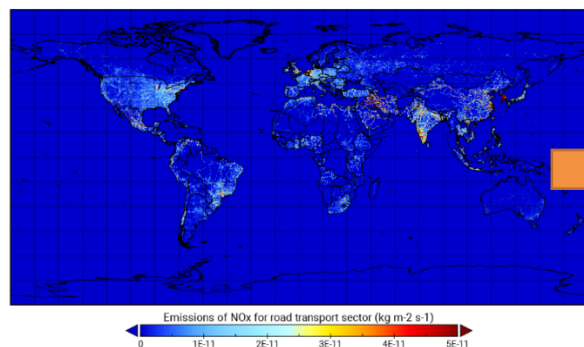 Emissions of NOx for road transport sector (kg m-2 s-1)
0 1E-11 2E-11 3E-11 4E-11 5E-11